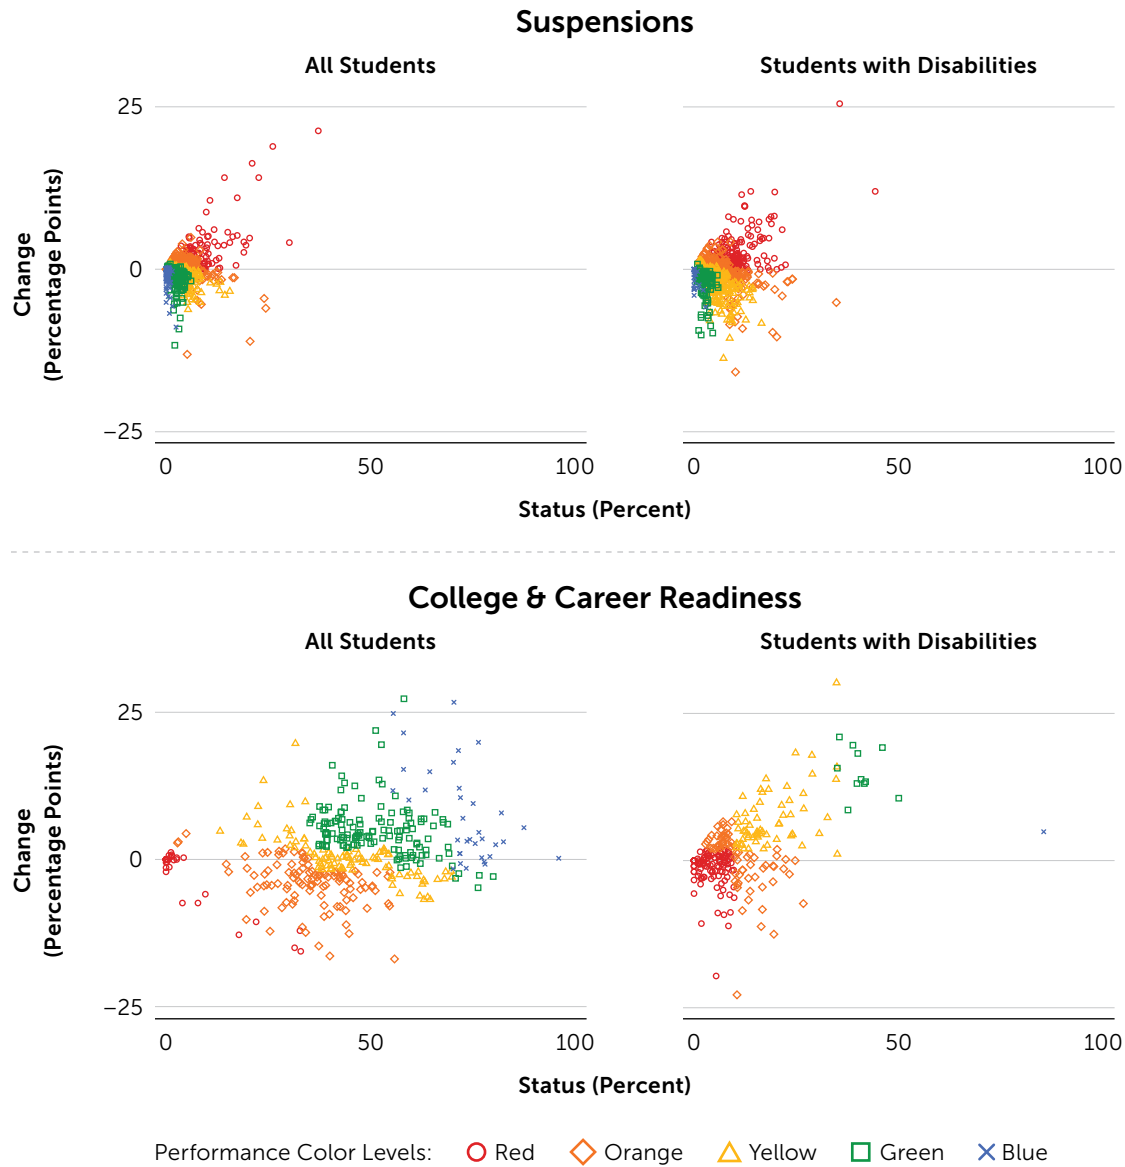 Suspensions
All Students
Students with Disabilities
25
0
−25
Change
(Percentage Points)
0 50 100
0 50 100
Status (Percent)
College & Career Readiness
All Students
Students with Disabilities
25
0
−25
Change
(Percentage Points)
0 50 100
0 50 100
Status (Percent)
Performance Color Levels: Red Orange Yellow Green Blue